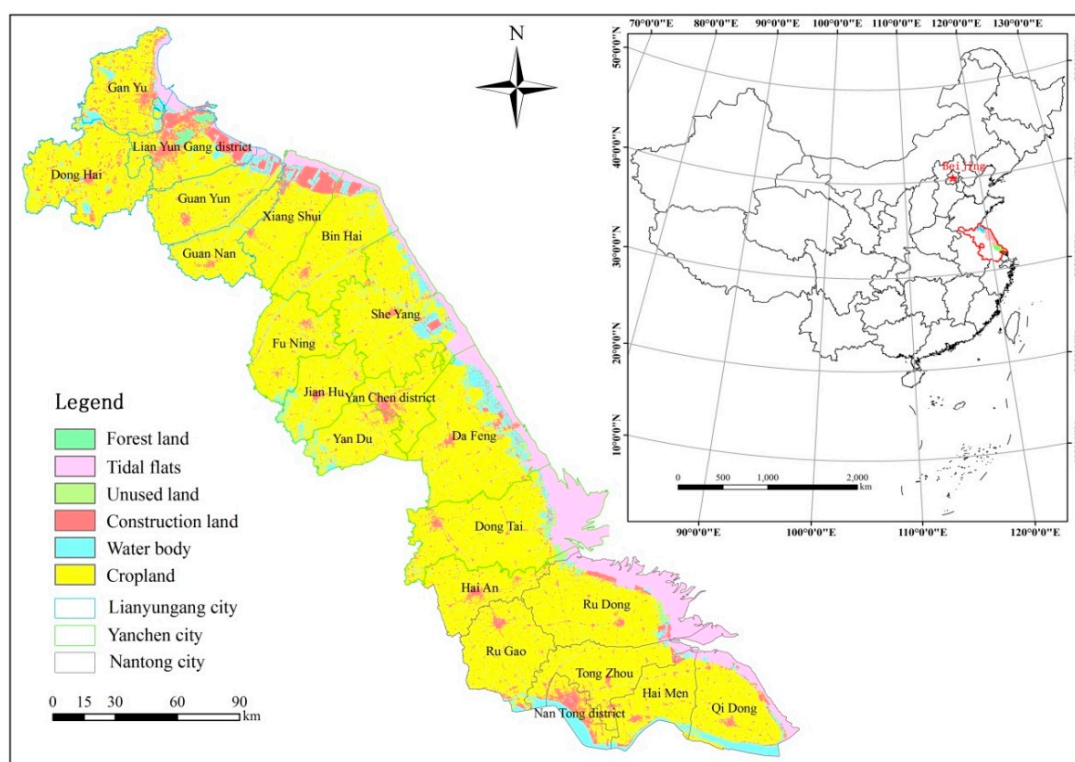 N
Gan Yu
Lian Yun Gang district
Dong Hai
Guan Yun
Xiang Shui
Guan Nan
Bin Hai
She Yang
Fu Ning
Jian Hu
Yan Chen district
Yan Du
Da Feng
Dong Tai
Hai An
Ru Dong
Ru Gao
Tong Zhou
Hai Men
Qi Dong
Nan Tong district
Legend
Forest land
Tidal flats
Unused land
Construction land
Water body
Cropland
Lianyungang city
Yanchen city
Nantong city
0 15 30 60 90
km
70°0'0"E 80°0'0"E 90°0'0"E 100°0'0"E 110°0'0"E 120°0'0"E 130°0'0"E
50°0'0"N
40°0'0"N
30°0'0"N
20°0'0"N
10°0'0"N
Beijing
0 500 1,000 2,000
km
90°0'0"E 100°0'0"E 110°0'0"E 120°0'0"E